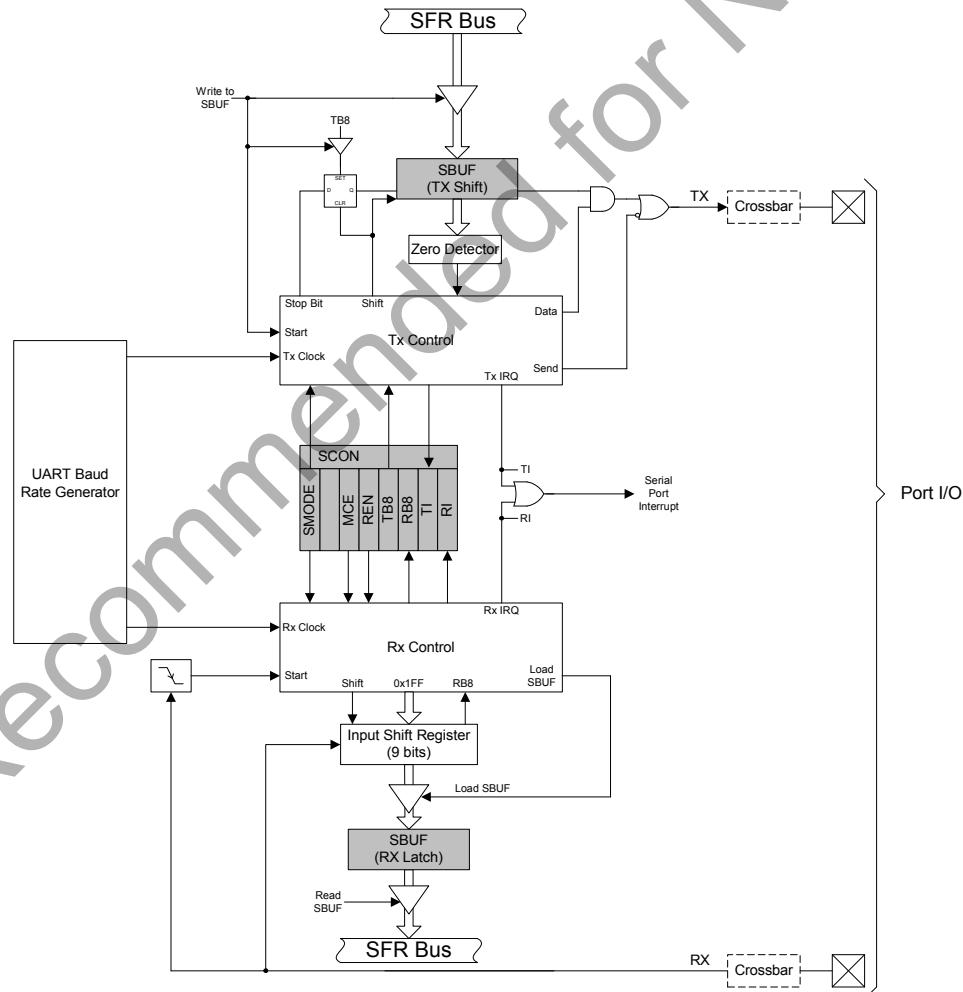 SFR Bus
Write to
SBUF
TB8
SBUF
(TX Shift)
SET
D
Q
CLR
TX
Crossbar
Zero Detector
Stop Bit
Shift
Data
Start
Tx Control
Tx Clock
Send
Tx IRQ
UART Baud
Rate Generator
SCON
SMODE
MCE
REN
TB8
RB8
TI
RI
TI
Serial
Port
Interrupt
RI
Port I/O
Rx IRQ
Rx Clock
Rx Control
Start
Load
SBUF
Shift
0x1FF
RB8
Input Shift Register
(9 bits)
Load SBUF
SBUF
(RX Latch)
Read
SBUF
SFR Bus
RX
Crossbar
Recommended for N